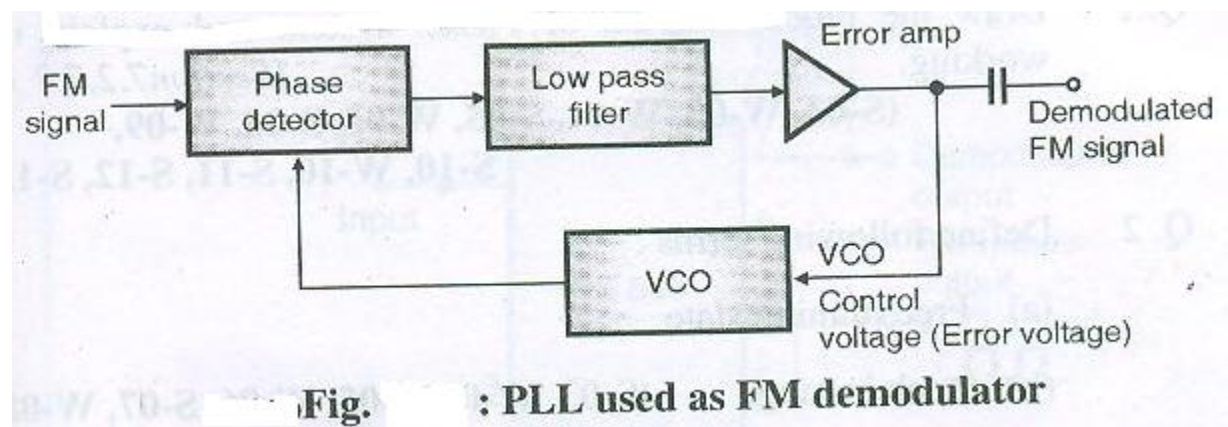 FM
signal
Phase
detector
Low pass
filter
Error amp
Demodulated
FM signal
VCO
VCO
Control
voltage (Error voltage)
Fig. : PLL used as FM demodulator